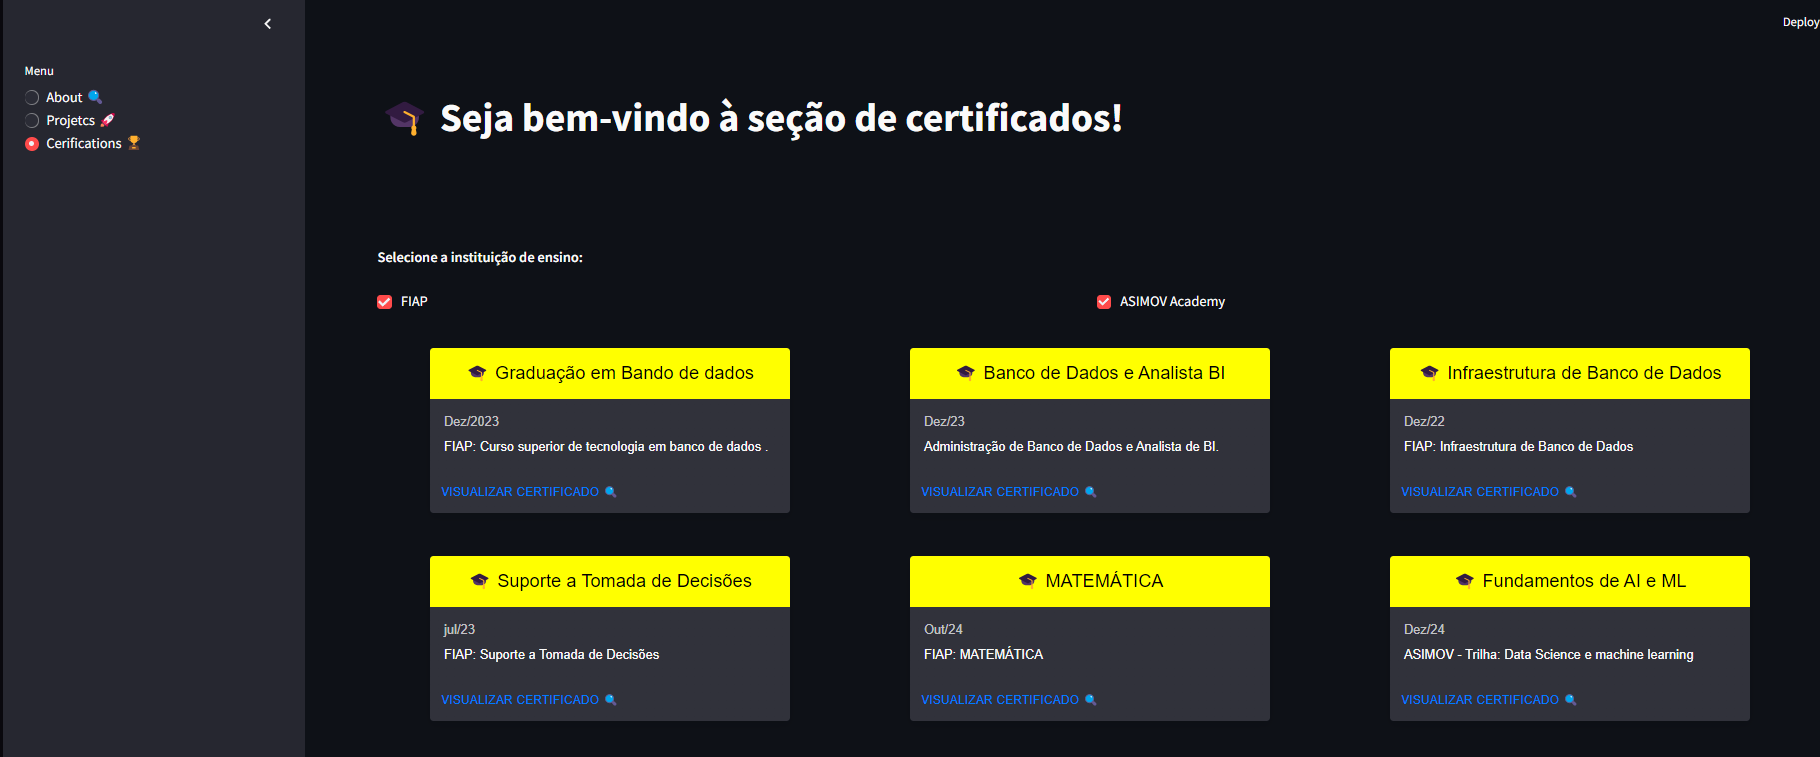 Deploy
Menu
About
Projetcs
Cerifications
Seja bem-vindo à seção de certificados!
Selecione a instituição de ensino:
FIAP
ASIMOV Academy
Graduação em Bando de dados
Dez/2023
FIAP: Curso superior de tecnologia em banco de dados .
VISUALIZAR CERTIFICADO
Banco de Dados e Analista BI
Dez/23
Administração de Banco de Dados e Analista de BI.
VISUALIZAR CERTIFICADO
Infraestrutura de Banco de Dados
Dez/22
FIAP: Infraestrutura de Banco de Dados
VISUALIZAR CERTIFICADO
Suporte a Tomada de Decisões
jul/23
FIAP: Suporte a Tomada de Decisões
VISUALIZAR CERTIFICADO
MATEMÁTICA
Out/24
FIAP: MATEMÁTICA
VISUALIZAR CERTIFICADO
Fundamentos de AI e ML
Dez/24
ASIMOV - Trilha: Data Science e machine learning
VISUALIZAR CERTIFICADO